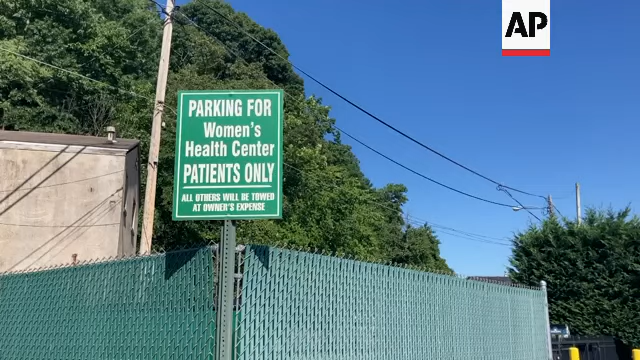 AP
PARKING FOR
Women's
Health Center
PATIENTS ONLY
ALL OTHERS WILL BE TOWED
AT OWNER'S EXPENSE